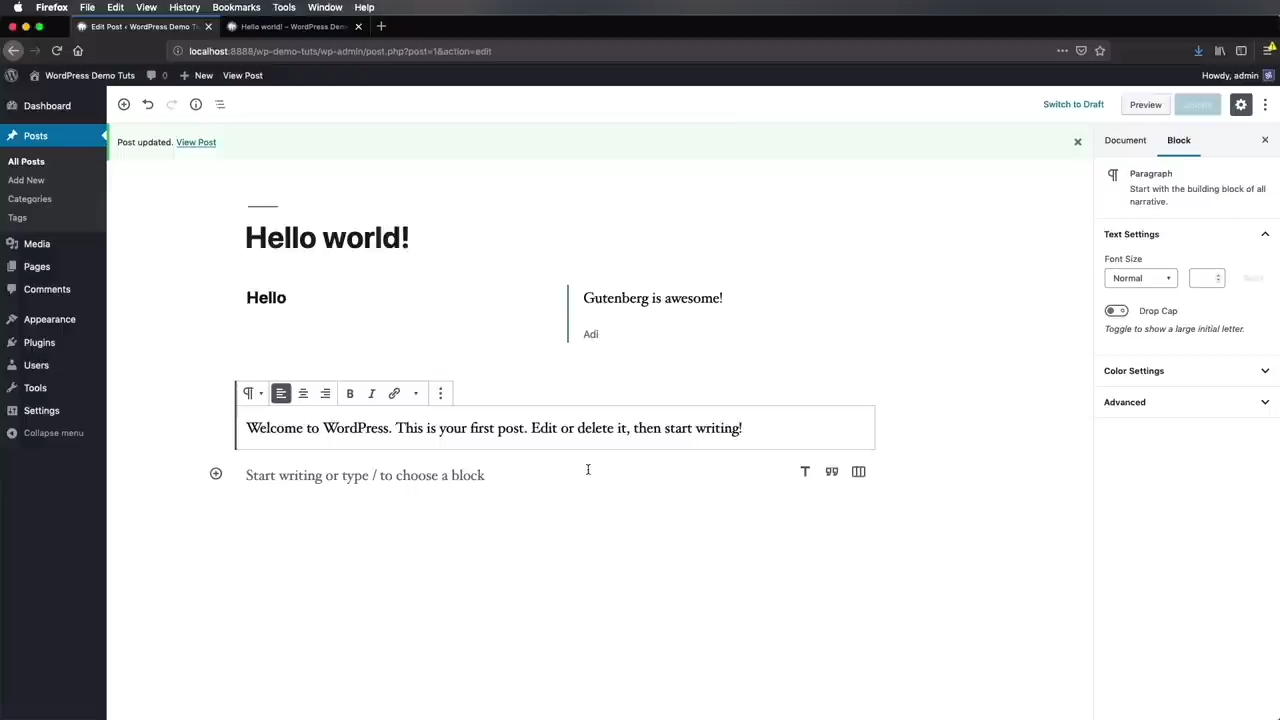 Firefox File Edit View History Bookmarks Tools Window Help
Edit Post ‹ WordPress Demo T
Hello world! – WordPress Dem
localhost:8888/wp-demo-tuts/wp-admin/post.php?post=1&action=edit
WordPress Demo Tuts 0 New View Post Howdy, admin
Dashboard
Posts
All Posts
Add New
Categories
Tags
Media
Pages
Comments
Appearance
Plugins
Users
Tools
Settings
Collapse menu
Switch to Draft Preview Update
Post updated. View Post
Hello world!
Hello
Gutenberg is awesome!
Adi
B I
Welcome to WordPress. This is your first post. Edit or delete it, then start writing!
Start writing or type / to choose a block
Document Block
Paragraph
Start with the building block of all
narrative.
Text Settings
Font Size
Normal Reset
Drop Cap
Toggle to show a large initial letter.
Color Settings
Advanced